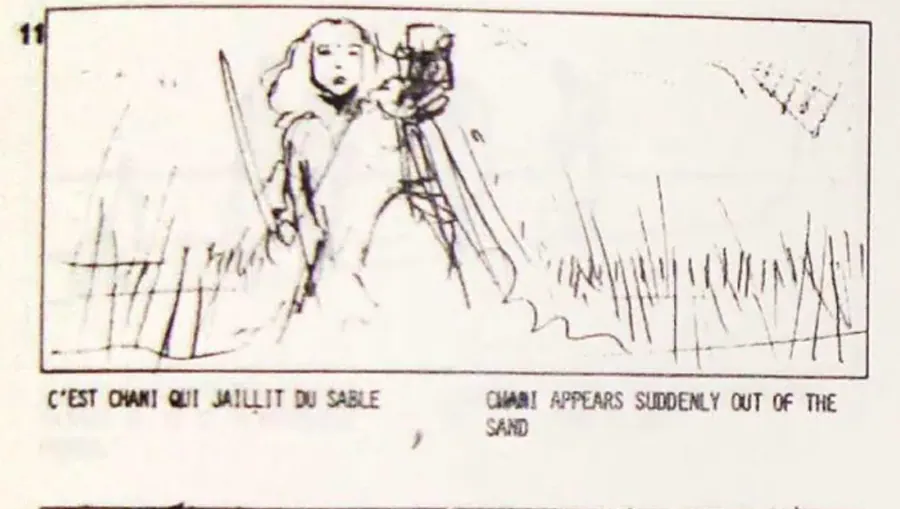 11
C'EST CHANI QUI JAILLIT DU SABLE
CHANI APPEARS SUDDENLY OUT OF THE
SAND